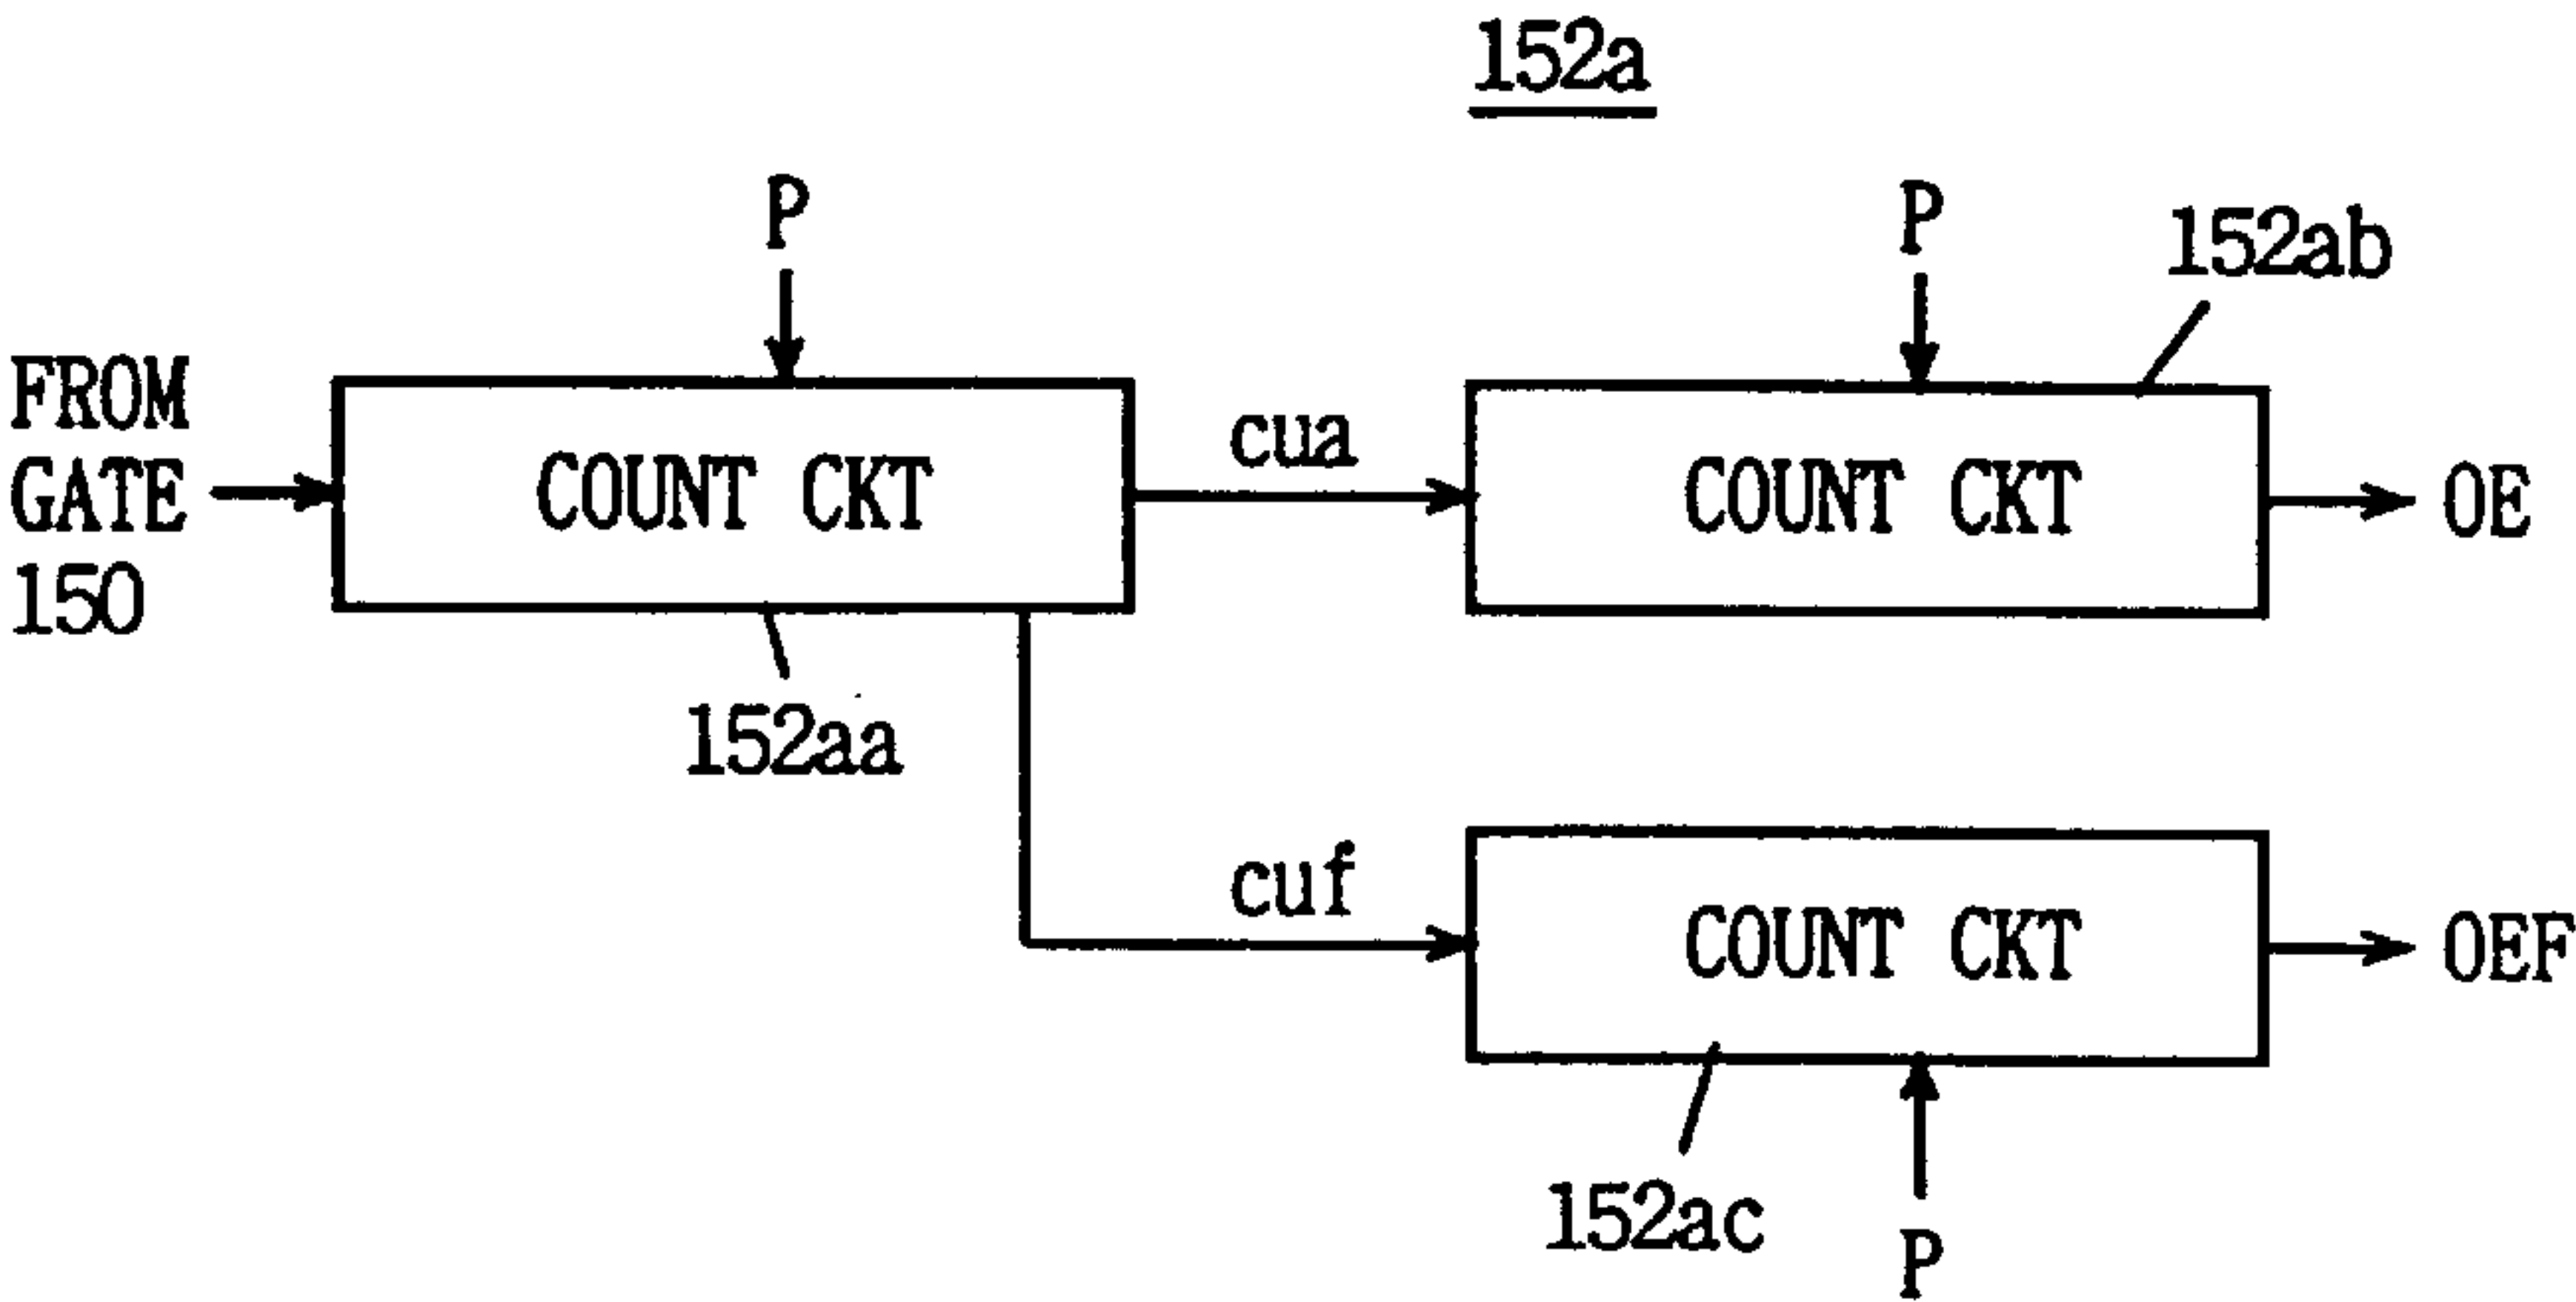 152a
P
P
152ab
FROM
GATE
150
COUNT CKT
cua
COUNT CKT
OE
152aa
cuf
COUNT CKT
OEF
152ac
P